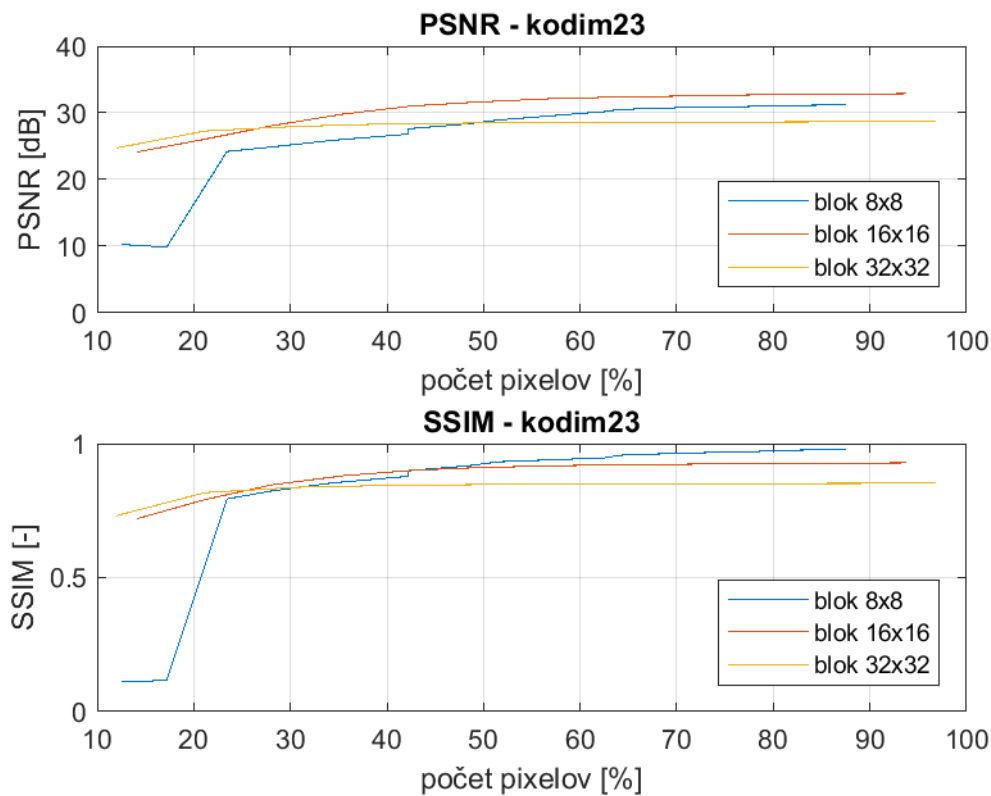 PSNR - kodim23
40
30
20
10
0
PSNR [dB]
blok 8x8
blok 16x16
blok 32x32
10 20 30 40 50 60 70 80 90 100
počet pixelov [%]
SSIM - kodim23
1
0.5
0
SSIM [-]
blok 8x8
blok 16x16
blok 32x32
10 20 30 40 50 60 70 80 90 100
počet pixelov [%]